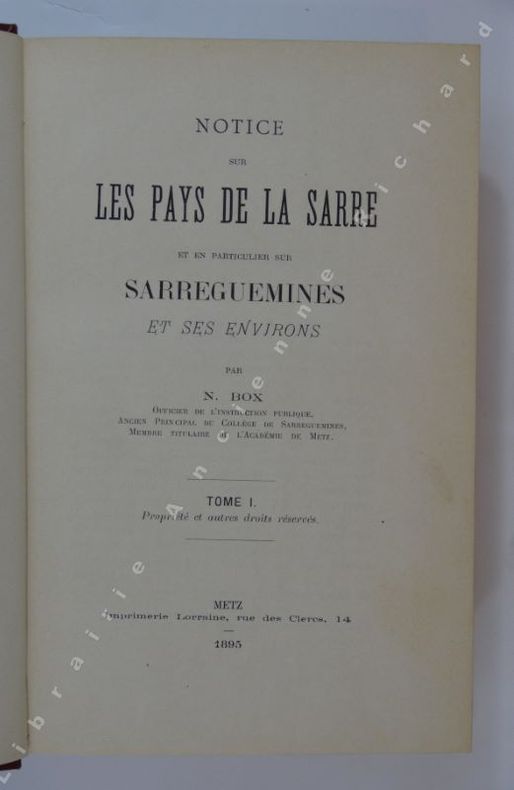 NOTICE
SUR
LES PAYS DE LA SARRE
ET EN PARTICULIER SUR
SARREGUEMINES
ET SES ENVIRONS
PAR
N. BOX
OFFICIER DE L'INSTRUCTION PUBLIQUE,
ANCIEN PRINCIPAL DU COLLÈGE DE SARREGUEMINES,
MEMBRE TITULAIRE DE L'ACADÉMIE DE METZ.
TOME I.
Propriété et autres droits réservés.
METZ
Imprimerie Lorraine, rue des Clercs, 14
1895
Librairie Ancienne Richard